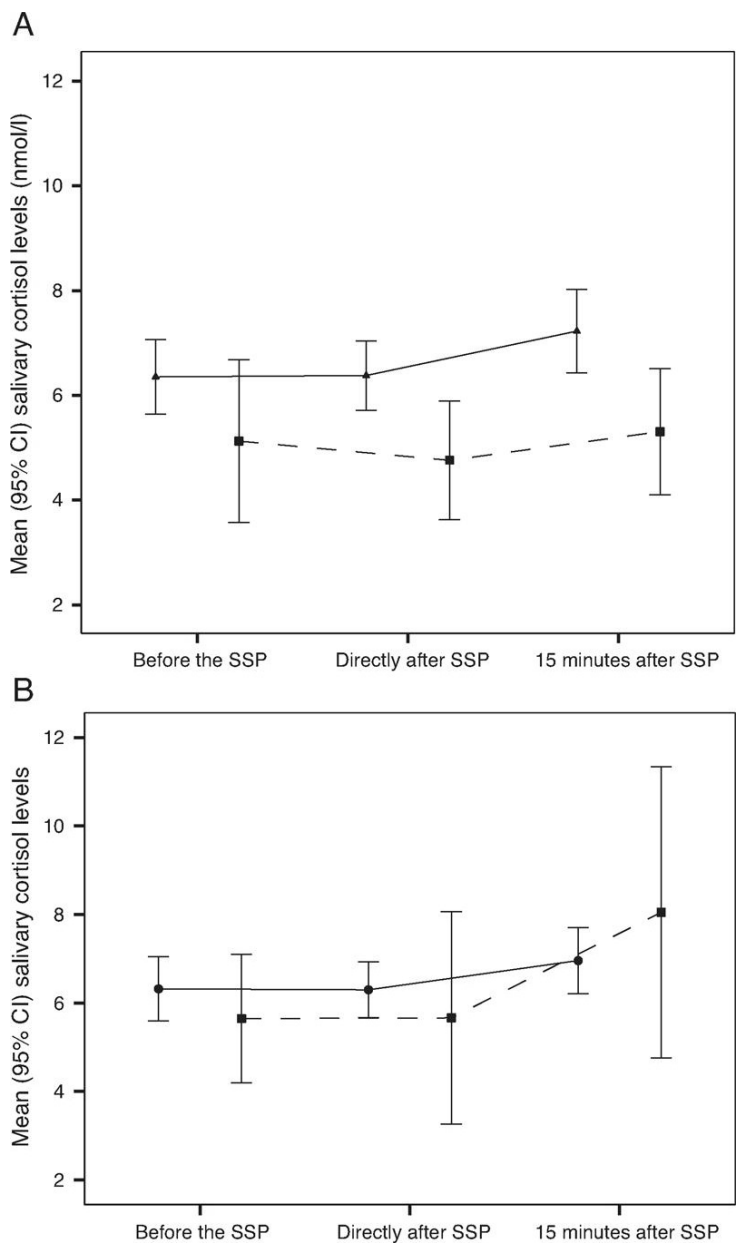 A
Mean (95% CI) salivary cortisol levels (nmol/l)
12
10
8
6
4
2
Before the SSP
Directly after SSP
15 minutes after SSP
B
Mean (95% CI) salivary cortisol levels
12
10
8
6
4
2
Before the SSP
Directly after SSP
15 minutes after SSP